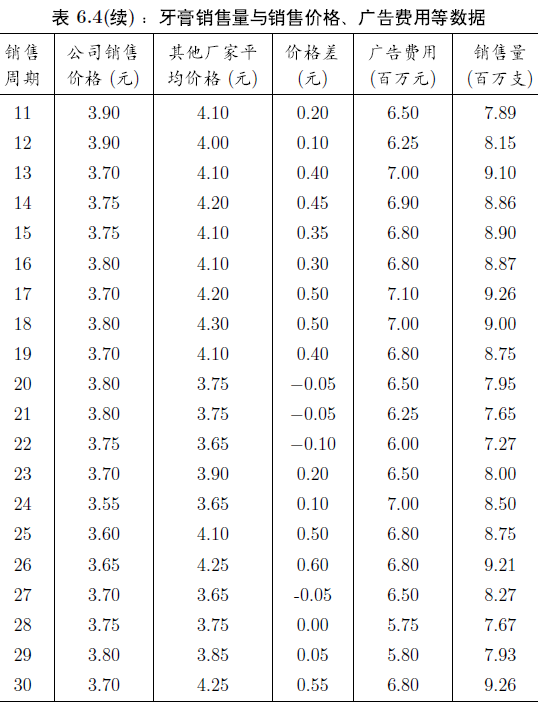 表 6.4(续)：牙膏销售量与销售价格、广告费用等数据
销售 公司销售 其他厂家平 价格差 广告费用 销售量
周期 价格 (元) 均价格 (元) (元) (百万元) (百万支)
11 3.90 4.10 0.20 6.50 7.89
12 3.90 4.00 0.10 6.25 8.15
13 3.70 4.10 0.40 7.00 9.10
14 3.75 4.20 0.45 6.90 8.86
15 3.75 4.10 0.35 6.80 8.90
16 3.80 4.10 0.30 6.80 8.87
17 3.70 4.20 0.50 7.10 9.26
18 3.80 4.30 0.50 7.00 9.00
19 3.70 4.10 0.40 6.80 8.75
20 3.80 3.75 −0.05 6.50 7.95
21 3.80 3.75 −0.05 6.25 7.65
22 3.75 3.65 −0.10 6.00 7.27
23 3.70 3.90 0.20 6.50 8.00
24 3.55 3.65 0.10 7.00 8.50
25 3.60 4.10 0.50 6.80 8.75
26 3.65 4.25 0.60 6.80 9.21
27 3.70 3.65 -0.05 6.50 8.27
28 3.75 3.75 0.00 5.75 7.67
29 3.80 3.85 0.05 5.80 7.93
30 3.70 4.25 0.55 6.80 9.26